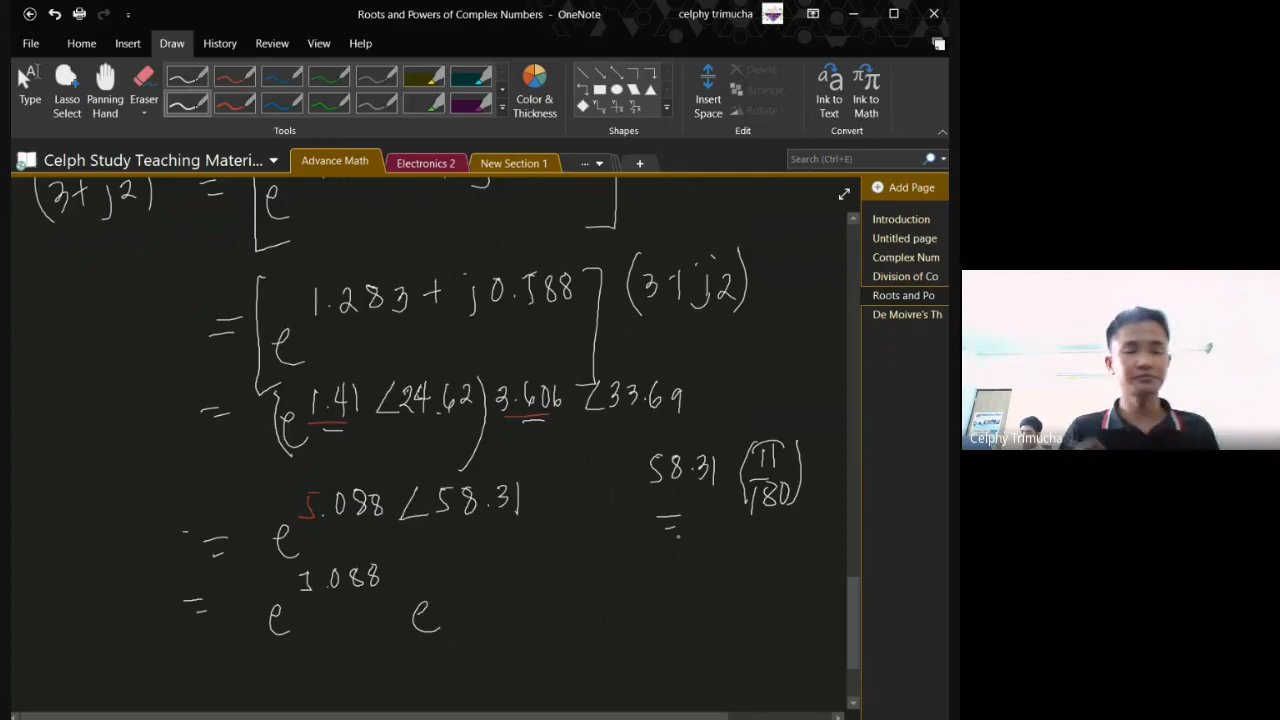 Roots and Powers of Complex Numbers - OneNote
celphy trimucha
File Home Insert Draw History Review View Help
Type Lasso Select Panning Hand Eraser
Color & Thickness
Insert Space
Delete
Arrange
Rotate
Ink to Text
Ink to Math
Tools Shapes Edit Convert
Celph Study Teaching Materi...
Advance Math
Electronics 2
New Section 1
...
Search (Ctrl+E)
Add Page
Introduction
Untitled page
Complex Num
Division of Co
Roots and Po
De Moivre's Th
(3+j2) = [e ]
= [e^1.283 + j0.588] (3+j2)
= (e^1.41 ∠24.62) 3.606 ∠33.69
58.31 (π/180)
= e^5.088 ∠58.31
=
= e^5.088 e
Celphy Trimucha